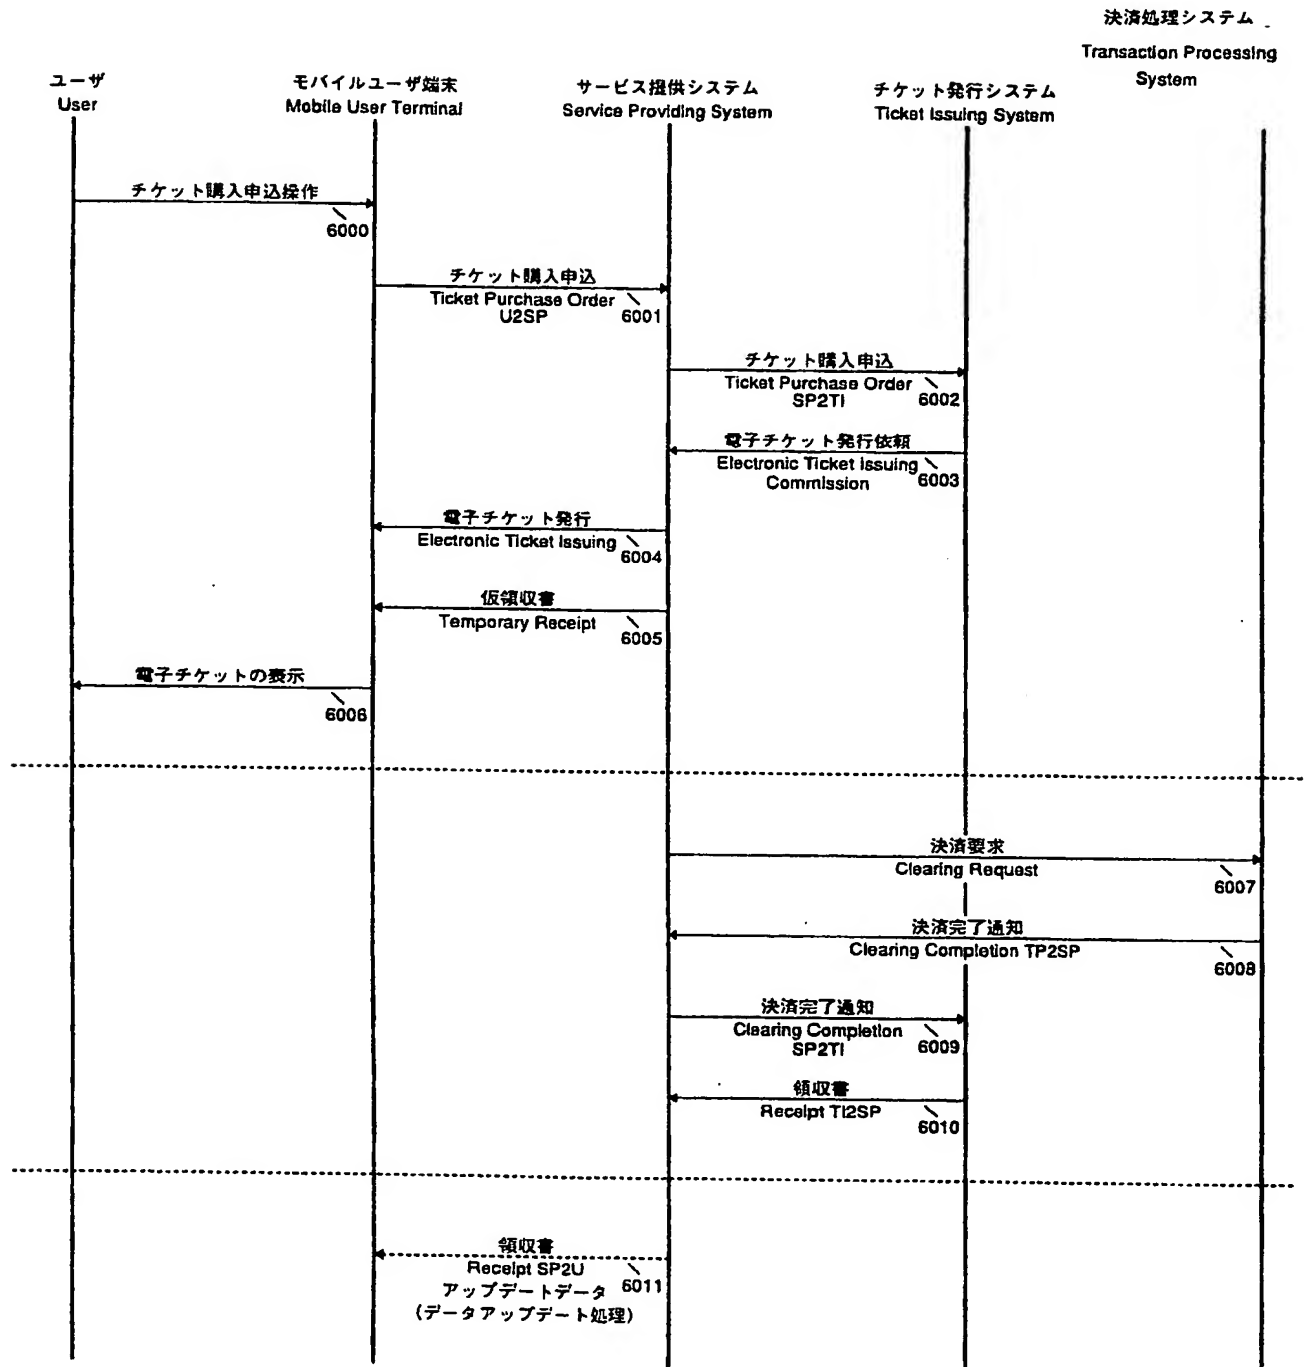 決済処理システム
Transaction Processing
System
ユーザ
User
モバイルユーザ端末
Mobile User Terminal
サービス提供システム
Service Providing System
チケット発行システム
Ticket Issuing System
チケット購入申込操作
6000
チケット購入申込
Ticket Purchase Order
U2SP
6001
チケット購入申込
Ticket Purchase Order
SP2TI
6002
電子チケット発行依頼
Electronic Ticket Issuing
Commission
6003
電子チケット発行
Electronic Ticket Issuing
6004
仮領収書
Temporary Receipt
6005
電子チケットの表示
6006
決済要求
Clearing Request
6007
決済完了通知
Clearing Completion TP2SP
6008
決済完了通知
Clearing Completion
SP2TI
6009
領収書
Receipt TI2SP
6010
領収書
Receipt SP2U
6011
アップデートデータ
(データアップデート処理)